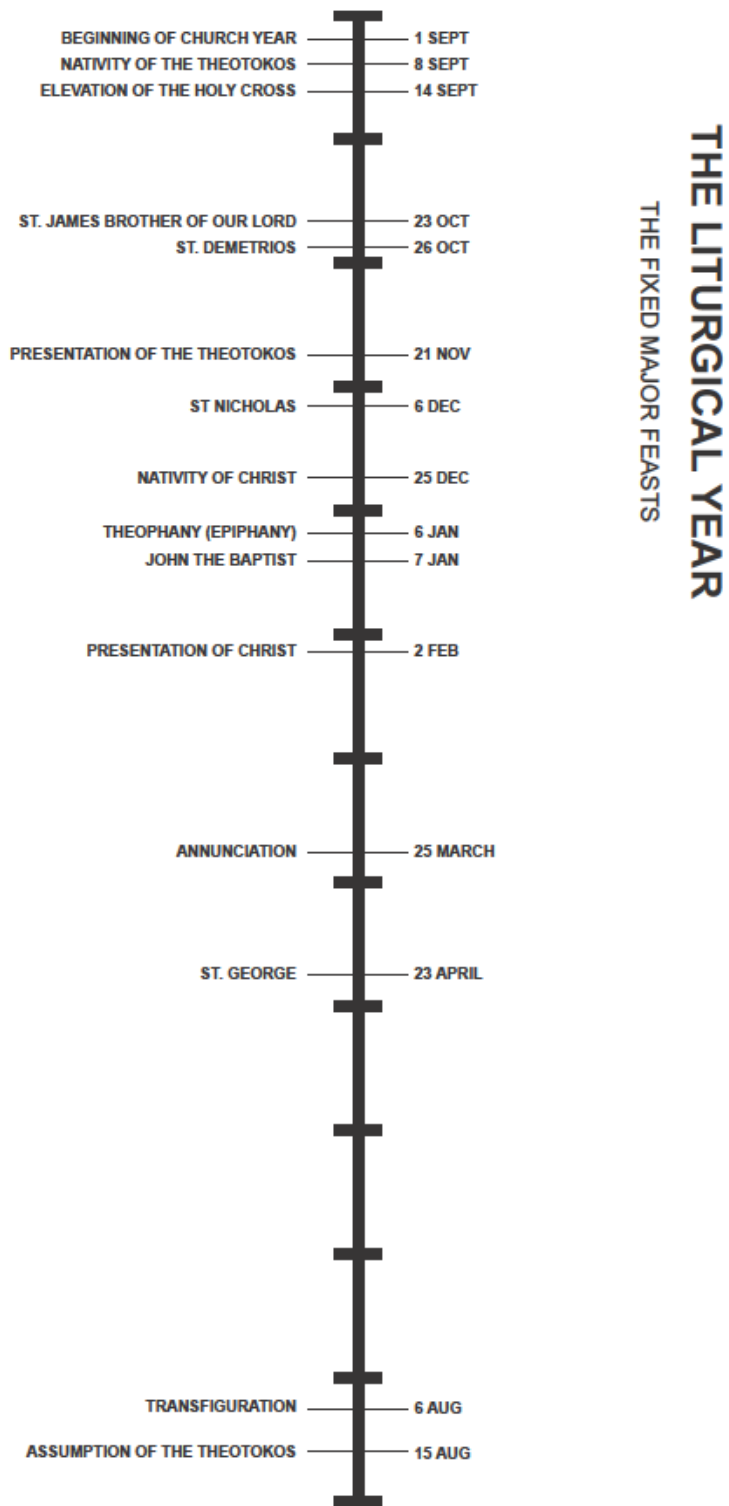 THE LITURGICAL YEAR
THE FIXED MAJOR FEASTS
BEGINNING OF CHURCH YEAR 1 SEPT
NATIVITY OF THE THEOTOKOS 8 SEPT
ELEVATION OF THE HOLY CROSS 14 SEPT
ST. JAMES BROTHER OF OUR LORD 23 OCT
ST. DEMETRIOS 26 OCT
PRESENTATION OF THE THEOTOKOS 21 NOV
ST NICHOLAS 6 DEC
NATIVITY OF CHRIST 25 DEC
THEOPHANY (EPIPHANY) 6 JAN
JOHN THE BAPTIST 7 JAN
PRESENTATION OF CHRIST 2 FEB
ANNUNCIATION 25 MARCH
ST. GEORGE 23 APRIL
TRANSFIGURATION 6 AUG
ASSUMPTION OF THE THEOTOKOS 15 AUG